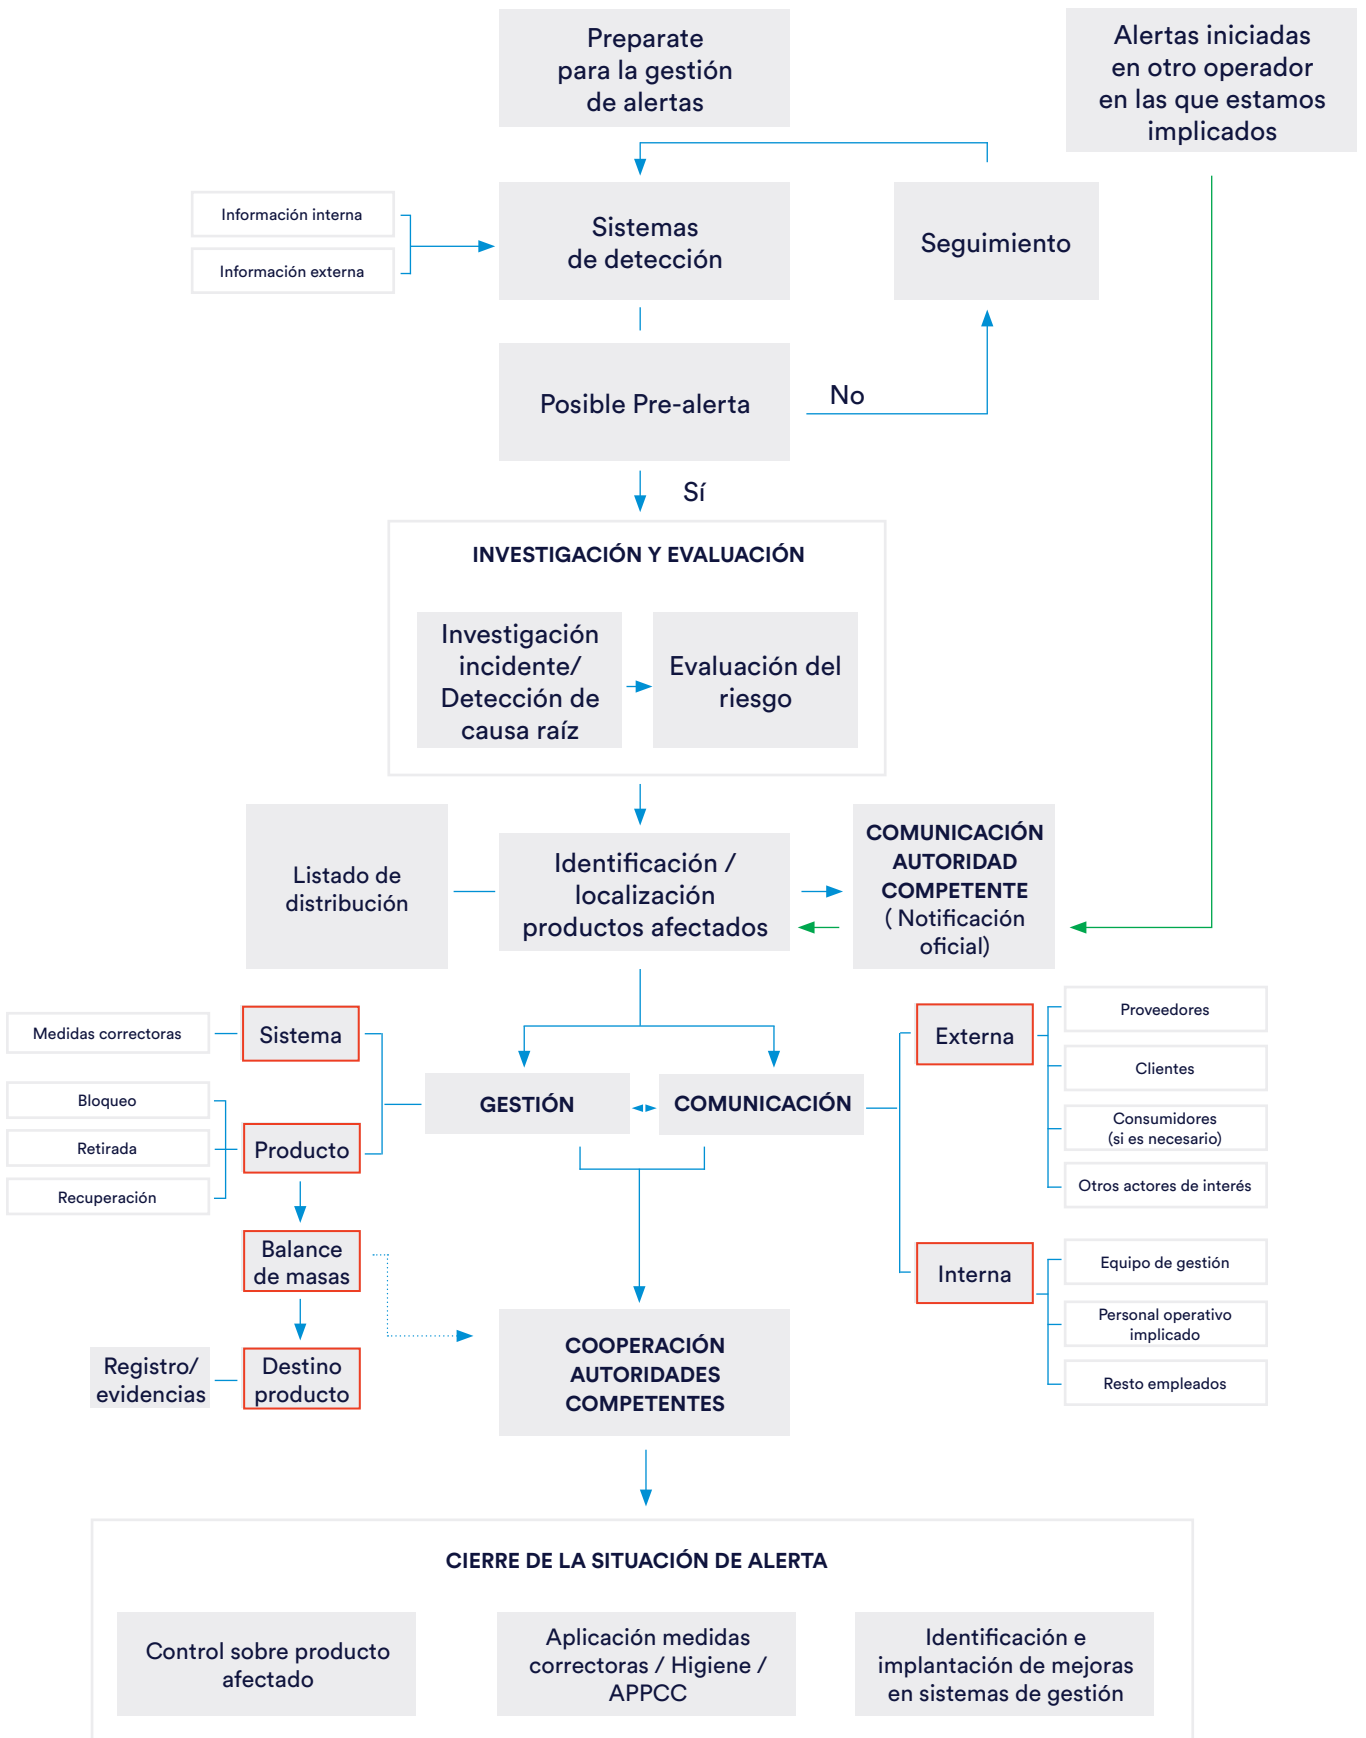 Preparate
para la gestión
de alertas
Alertas iniciadas
en otro operador
en las que estamos
implicados
Información interna
Información externa
Sistemas
de detección
Seguimiento
Posible Pre-alerta
No
Sí
INVESTIGACIÓN Y EVALUACIÓN
Investigación
incidente/
Detección de
causa raíz
Evaluación del
riesgo
Listado de
distribución
Identificación /
localización
productos afectados
COMUNICACIÓN
AUTORIDAD
COMPETENTE
( Notificación
oficial)
Medidas correctoras
Sistema
Bloqueo
Retirada
Recuperación
Producto
GESTIÓN
COMUNICACIÓN
Externa
Proveedores
Clientes
Consumidores
(si es necesario)
Otros actores de interés
Balance
de masas
Interna
Equipo de gestión
Personal operativo
implicado
Resto empleados
Registro/
evidencias
Destino
producto
COOPERACIÓN
AUTORIDADES
COMPETENTES
CIERRE DE LA SITUACIÓN DE ALERTA
Control sobre producto
afectado
Aplicación medidas
correctoras / Higiene /
APPCC
Identificación e
implantación de mejoras
en sistemas de gestión